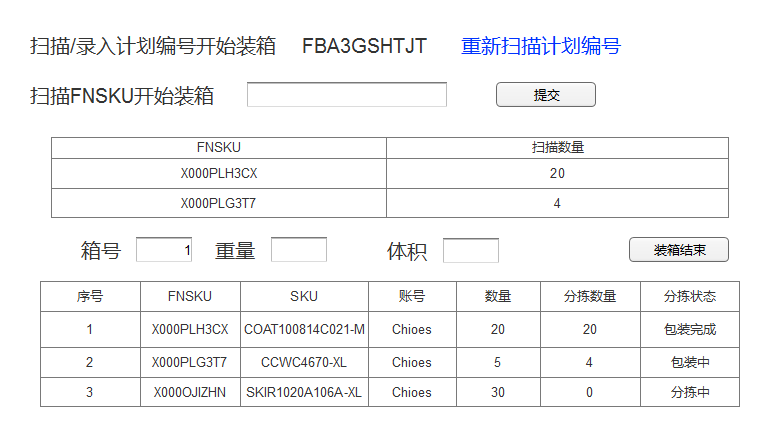 扫描/录入计划编号开始装箱 FBA3GSHTJT 重新扫描计划编号
扫描FNSKU开始装箱 提交
FNSKU 扫描数量
X000PLH3CX 20
X000PLG3T7 4
箱号 1 重量 体积 装箱结束
序号 FNSKU SKU 账号 数量 分拣数量 分拣状态
1 X000PLH3CX COAT100814C021-M Chioes 20 20 包装完成
2 X000PLG3T7 CCWC4670-XL Chioes 5 4 包装中
3 X000OJIZHN SKIR1020A106A-XL Chioes 30 0 分拣中